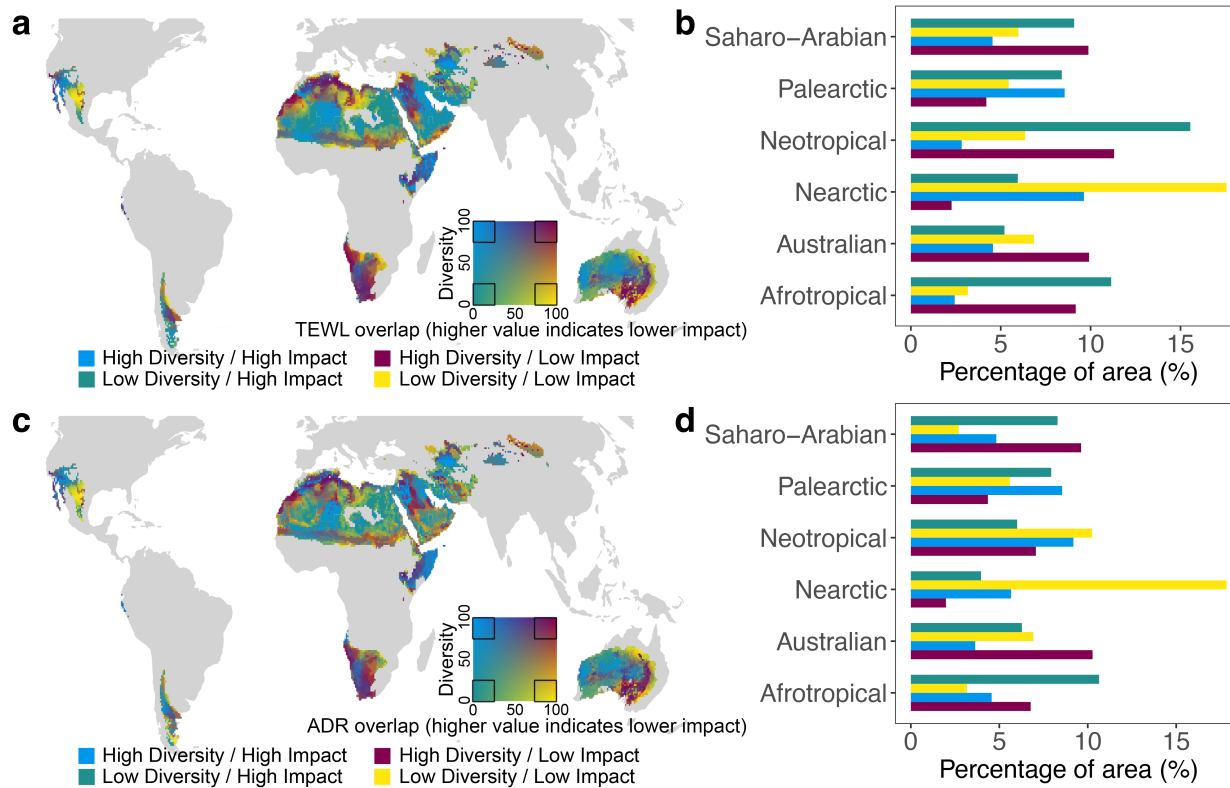 a
Diversity
0 50 100
0 50 100
TEWL overlap (higher value indicates lower impact)
High Diversity / High Impact
High Diversity / Low Impact
Low Diversity / High Impact
Low Diversity / Low Impact
b
Saharo−Arabian
Palearctic
Neotropical
Nearctic
Australian
Afrotropical
0 5 10 15
Percentage of area (%)
c
Diversity
0 50 100
0 50 100
ADR overlap (higher value indicates lower impact)
High Diversity / High Impact
High Diversity / Low Impact
Low Diversity / High Impact
Low Diversity / Low Impact
d
Saharo−Arabian
Palearctic
Neotropical
Nearctic
Australian
Afrotropical
0 5 10 15
Percentage of area (%)